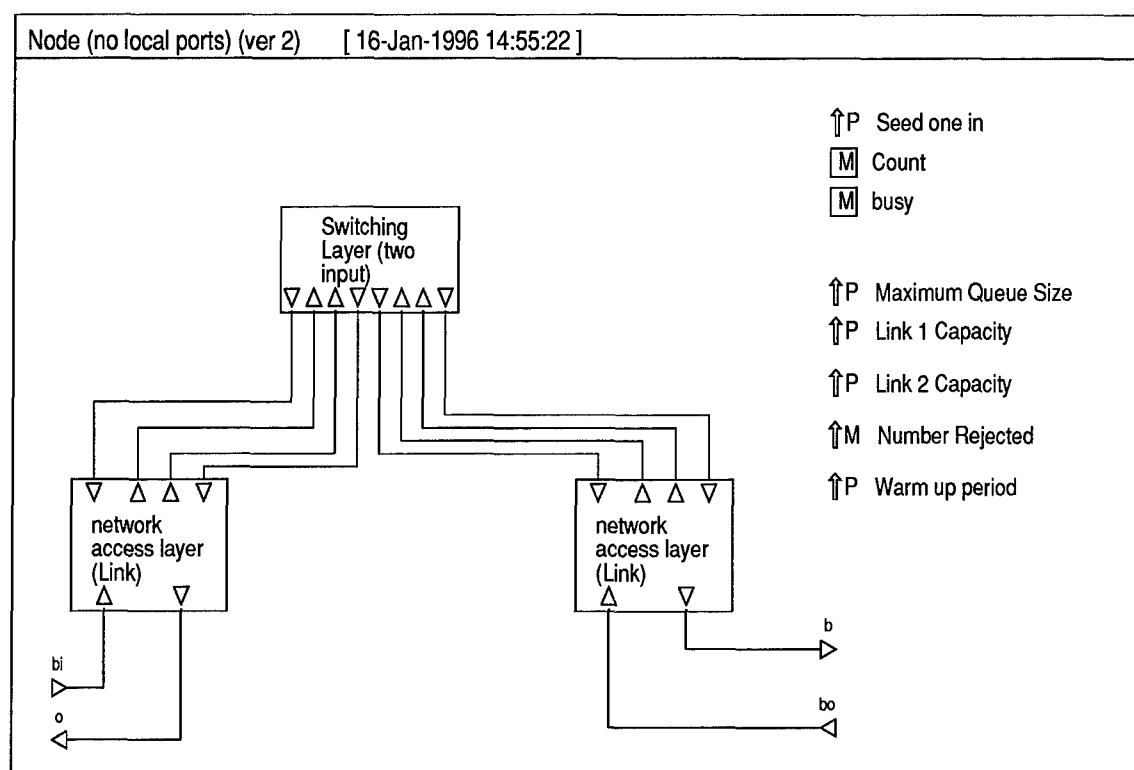 Node (no local ports) (ver 2) [ 16-Jan-1996 14:55:22 ]
⇑P Seed one in
M Count
M busy
Switching
Layer (two
input)
⇑P Maximum Queue Size
⇑P Link 1 Capacity
⇑P Link 2 Capacity
⇑M Number Rejected
⇑P Warm up period
network
access layer
(Link)
network
access layer
(Link)
bi
o
b
bo